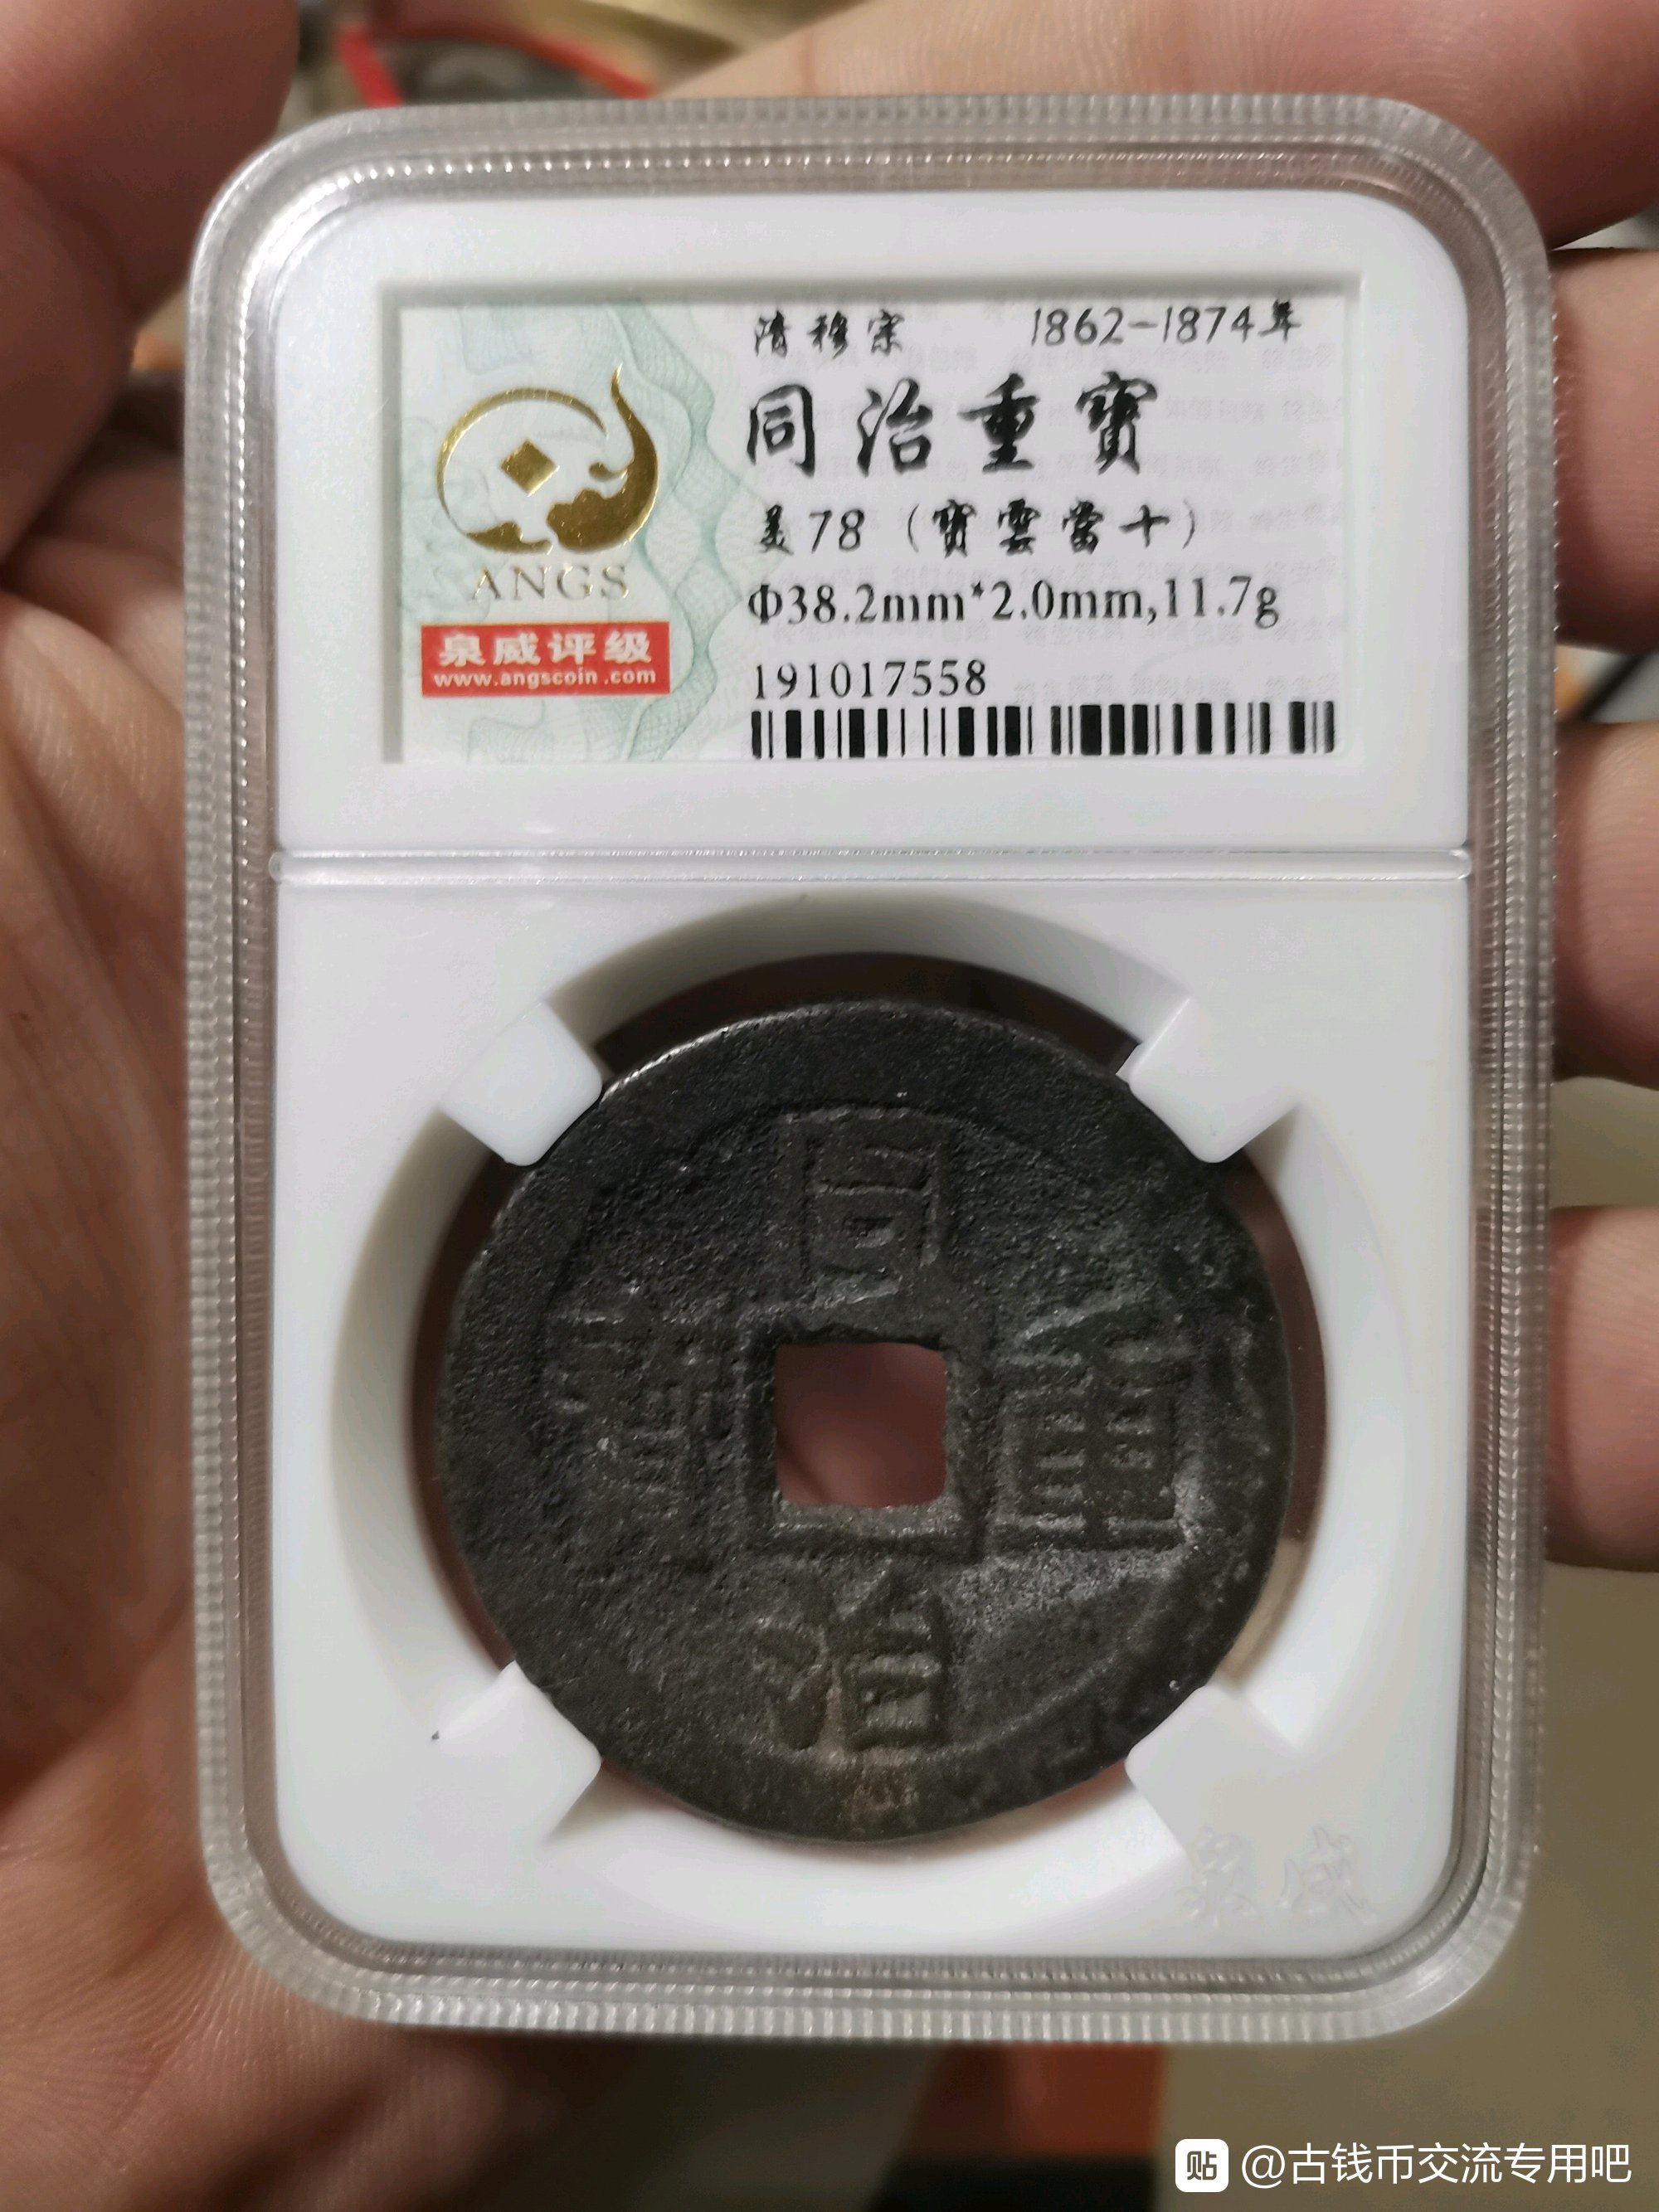 清穆宗 1862-1874年
同治重寶
美78（寶雲當十）
Φ38.2mm*2.0mm,11.7g
191017558
ANGS
泉威评级
www.angscoin.com
同
重
寶
治
泉威
贴 @古钱币交流专用吧